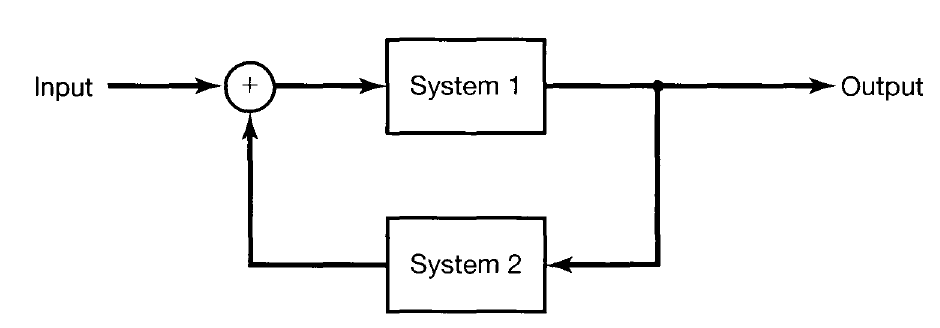 Input
+
System 1
Output
System 2